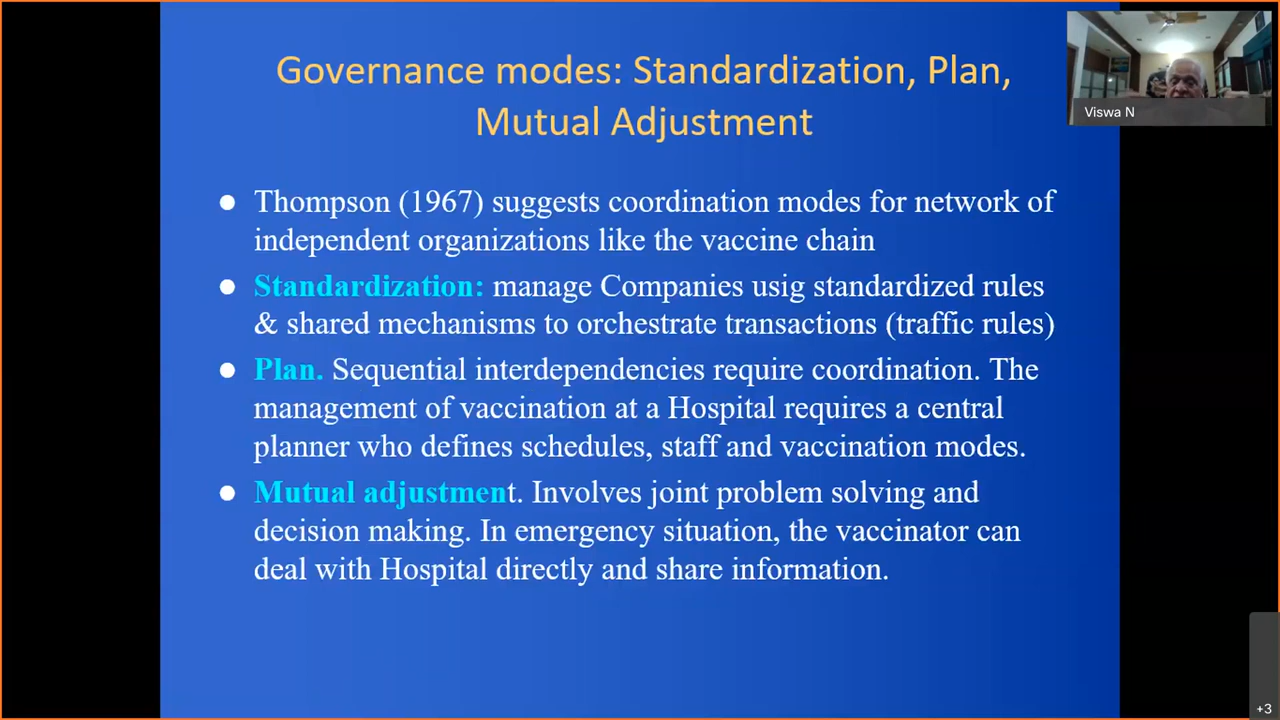 Governance modes: Standardization, Plan,
Mutual Adjustment
Viswa N
● Thompson (1967) suggests coordination modes for network of
independent organizations like the vaccine chain
● Standardization: manage Companies usig standardized rules
& shared mechanisms to orchestrate transactions (traffic rules)
● Plan. Sequential interdependencies require coordination. The
management of vaccination at a Hospital requires a central
planner who defines schedules, staff and vaccination modes.
● Mutual adjustment. Involves joint problem solving and
decision making. In emergency situation, the vaccinator can
deal with Hospital directly and share information.
+3